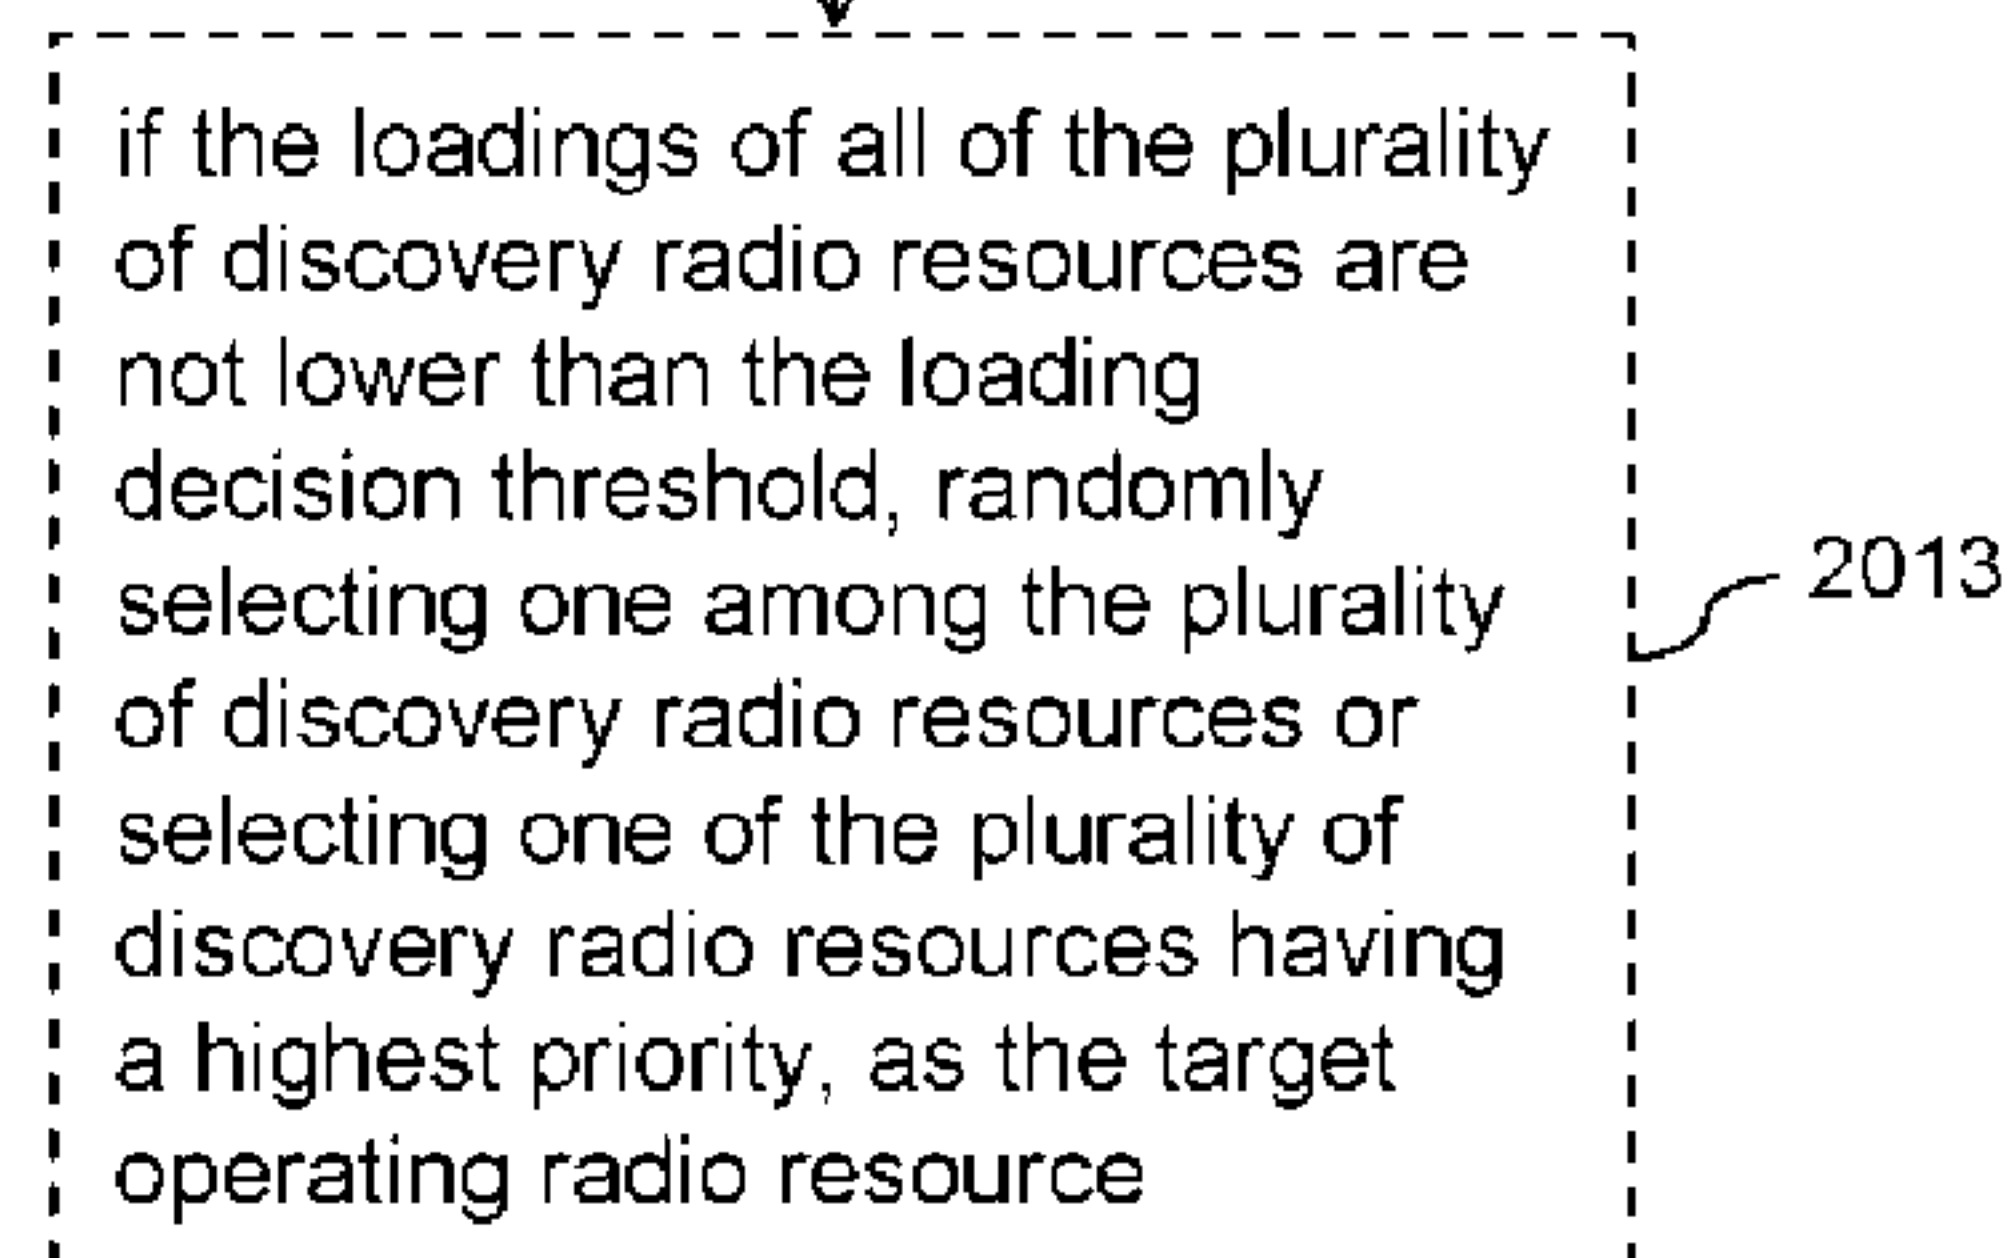 if the loadings of all of the plurality
of discovery radio resources are
not lower than the loading
decision threshold, randomly
selecting one among the plurality
of discovery radio resources or
selecting one of the plurality of
discovery radio resources having
a highest priority, as the target
operating radio resource
2013